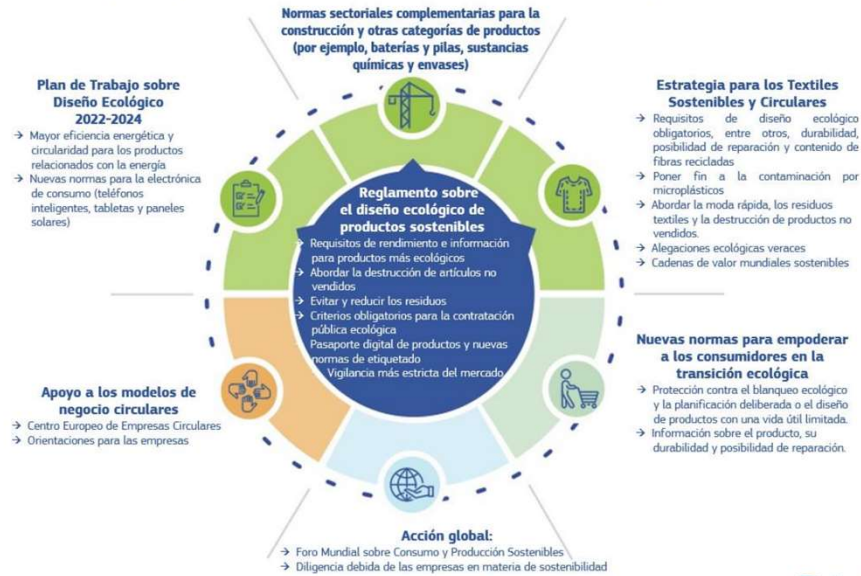 Normas sectoriales complementarias para la
construcción y otras categorías de productos
(por ejemplo, baterías y pilas, sustancias
químicas y envases)
Plan de Trabajo sobre
Diseño Ecológico
2022-2024
→ Mayor eficiencia energética y
circularidad para los productos
relacionados con la energía
→ Nuevas normas para la electrónica
de consumo (teléfonos
inteligentes, tabletas y paneles
solares)
Estrategia para los Textiles
Sostenibles y Circulares
→ Requisitos de diseño ecológico
obligatorios, entre otros, durabilidad,
posibilidad de reparación y contenido de
fibras recicladas
→ Poner fin a la contaminación por
microplásticos
→ Abordar la moda rápida, los residuos
textiles y la destrucción de productos no
vendidos.
→ Alegaciones ecológicas veraces
→ Cadenas de valor mundiales sostenibles
Reglamento sobre
el diseño ecológico de
productos sostenibles
→ Requisitos de rendimiento e información
para productos más ecológicos
→ Abordar la destrucción de artículos no
vendidos
→ Evitar y reducir los residuos
→ Criterios obligatorios para la contratación
pública ecológica
→ Pasaporte digital de productos y nuevas
normas de etiquetado
Vigilancia más estricta del mercado
Apoyo a los modelos de
negocio circulares
→ Centro Europeo de Empresas Circulares
→ Orientaciones para las empresas
Nuevas normas para empoderar
a los consumidores en la
transición ecológica
→ Protección contra el blanqueo ecológico
y la planificación deliberada o el diseño
de productos con una vida útil limitada.
→ Información sobre el producto, su
durabilidad y posibilidad de reparación.
Acción global:
→ Foro Mundial sobre Consumo y Producción Sostenibles
→ Diligencia debida de las empresas en materia de sostenibilidad